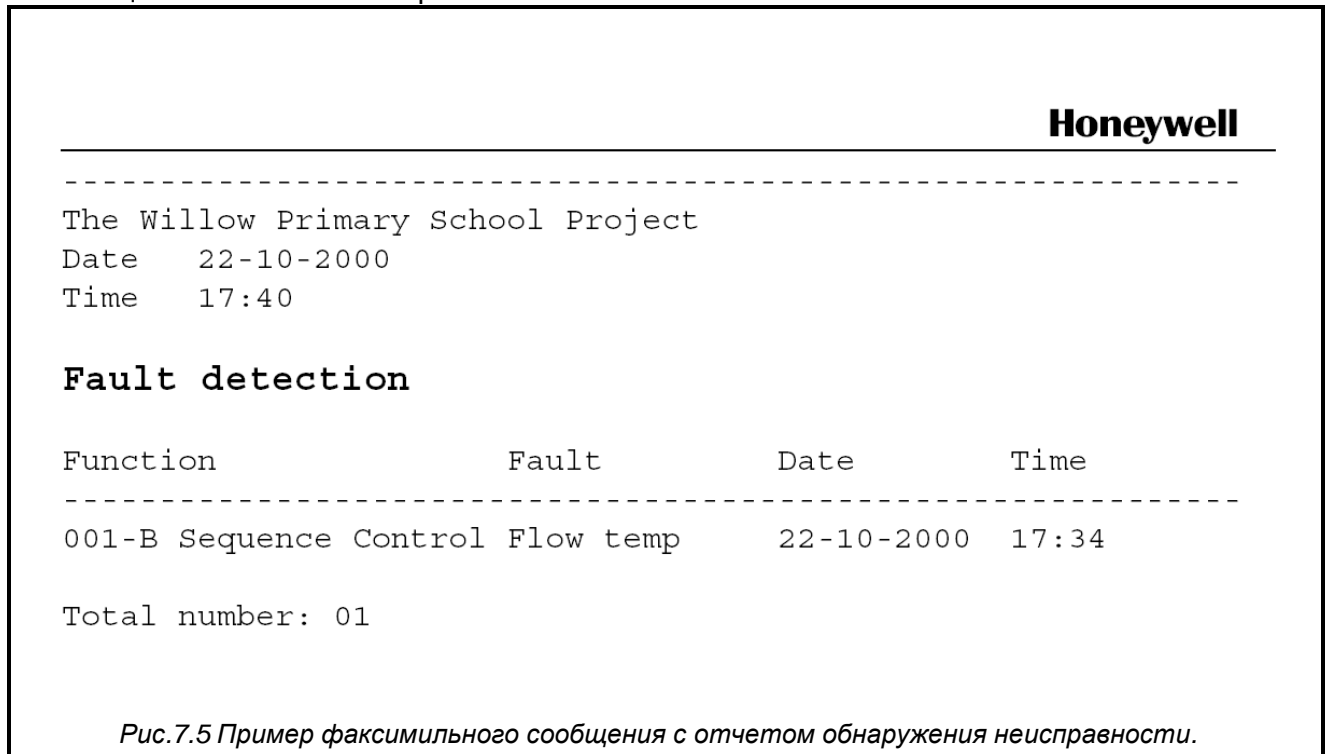 Honeywell
---------------------------------------------------------------
The Willow Primary School Project
Date 22-10-2000
Time 17:40
Fault detection
Function Fault Date Time
---------------------------------------------------------------
001-B Sequence Control Flow temp 22-10-2000 17:34
Total number: 01
Рис.7.5 Пример факсимильного сообщения с отчетом обнаружения неисправности.